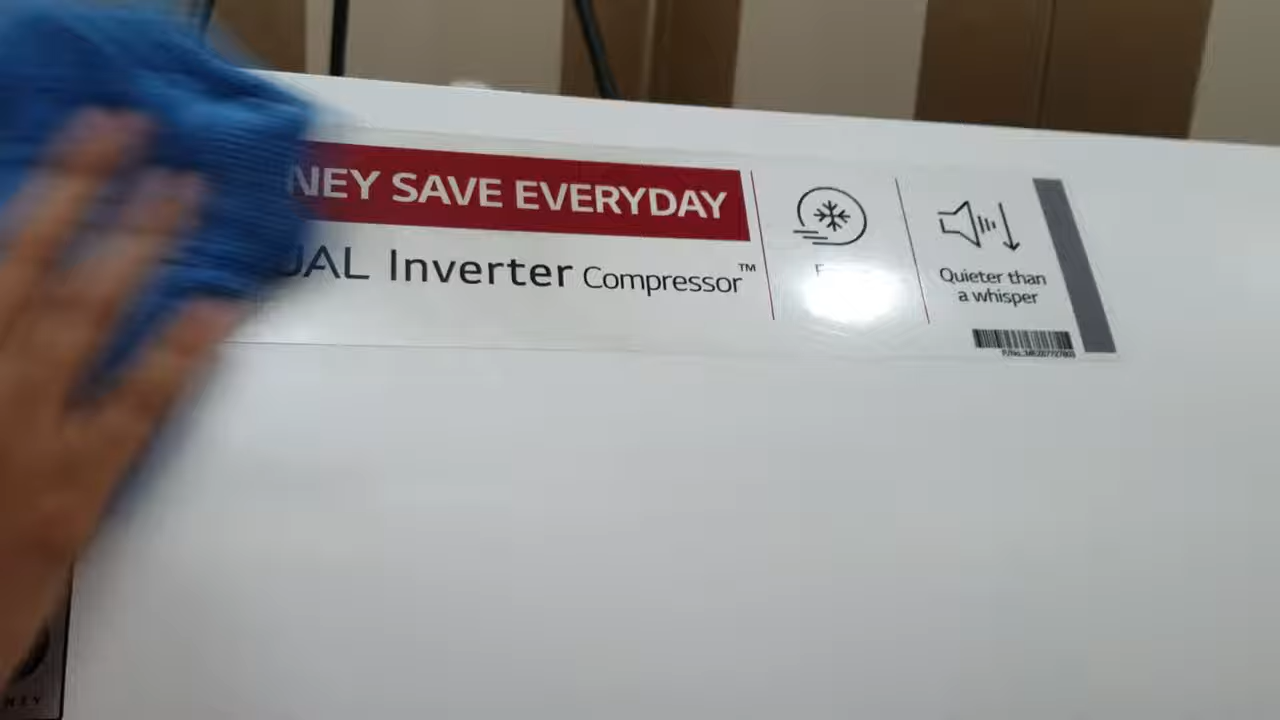 NEY SAVE EVERYDAY
UAL Inverter Compressor™
Quieter than
a whisper